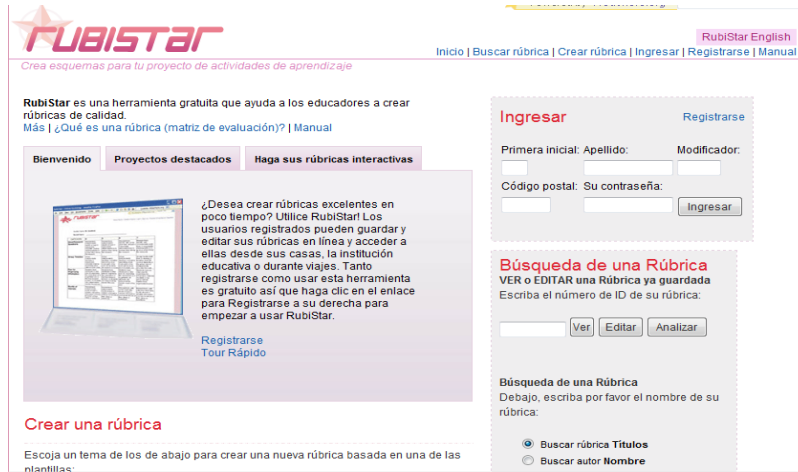 RUBISTAR
RubiStar English
Inicio | Buscar rúbrica | Crear rúbrica | Ingresar | Registrarse | Manual
Crea esquemas para tu proyecto de actividades de aprendizaje
RubiStar es una herramienta gratuita que ayuda a los educadores a crear
rúbricas de calidad.
Más | ¿Qué es una rúbrica (matriz de evaluación)? | Manual
Bienvenido
Proyectos destacados
Haga sus rúbricas interactivas
¿Desea crear rúbricas excelentes en
poco tiempo? Utilice RubiStar! Los
usuarios registrados pueden guardar y
editar sus rúbricas en línea y acceder a
ellas desde sus casas, la institución
educativa o durante viajes. Tanto
registrarse como usar esta herramienta
es gratuito así que haga clic en el enlace
para Registrarse a su derecha para
empezar a usar RubiStar.
Registrarse
Tour Rápido
Crear una rúbrica
Escoja un tema de los de abajo para crear una nueva rúbrica basada en una de las
plantillas:
Ingresar
Registrarse
Primera inicial: Apellido: Modificador:
Código postal: Su contraseña:
Ingresar
Búsqueda de una Rúbrica
VER o EDITAR una Rúbrica ya guardada
Escriba el número de ID de su rúbrica:
Ver Editar Analizar
Búsqueda de una Rúbrica
Debajo, escriba por favor el nombre de su
rúbrica:
Buscar rúbrica Títulos
Buscar autor Nombre